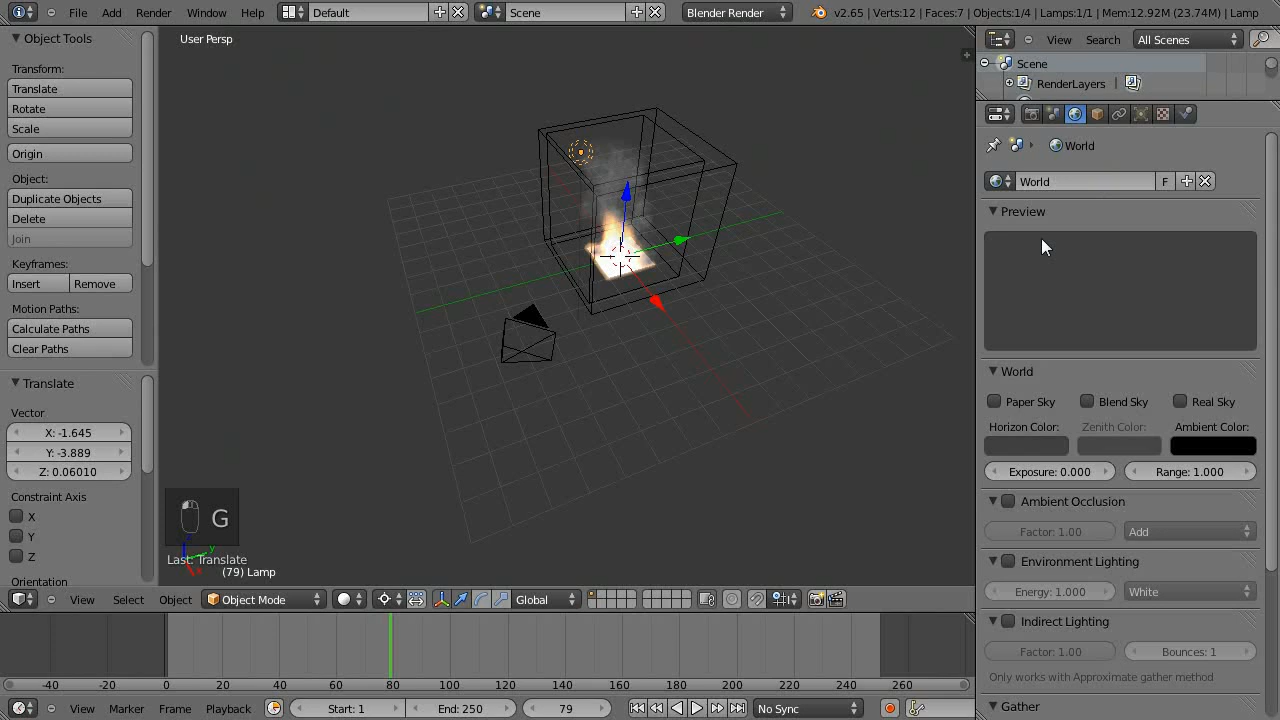 File Add Render Window Help Default Scene Blender Render v2.65 | Verts:12 | Faces:7 | Objects:1/4 | Lamps:1/1 | Mem:12.92M (23.74M) | Lamp
Object Tools
Transform:
Translate
Rotate
Scale
Origin
Object:
Duplicate Objects
Delete
Join
Keyframes:
Insert Remove
Motion Paths:
Calculate Paths
Clear Paths
Translate
Vector
X: -1.645
Y: -3.889
Z: 0.06010
Constraint Axis
X
Y
Z
Orientation
User Persp
G
Last: Translate
(79) Lamp
View Select Object Object Mode Global
-40 -20 0 20 40 60 80 100 120 140 160 180 200 220 240 260
View Marker Frame Playback Start: 1 End: 250 79 No Sync
View Search All Scenes
Scene
RenderLayers |
World
World F
Preview
World
Paper Sky Blend Sky Real Sky
Horizon Color: Zenith Color: Ambient Color:
Exposure: 0.000 Range: 1.000
Ambient Occlusion
Factor: 1.00 Add
Environment Lighting
Energy: 1.000 White
Indirect Lighting
Factor: 1.00 Bounces: 1
Only works with Approximate gather method
Gather